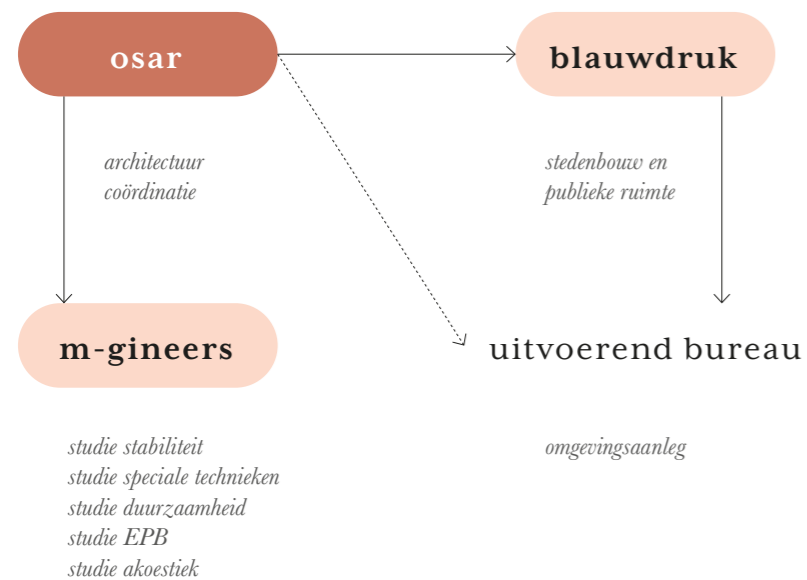 osar
blauwdruk
architectuur
coördinatie
stedenbouw en
publieke ruimte
m-gineers
uitvoerend bureau
studie stabiliteit
studie speciale technieken
studie duurzaamheid
studie EPB
studie akoestiek
omgevingsaanleg